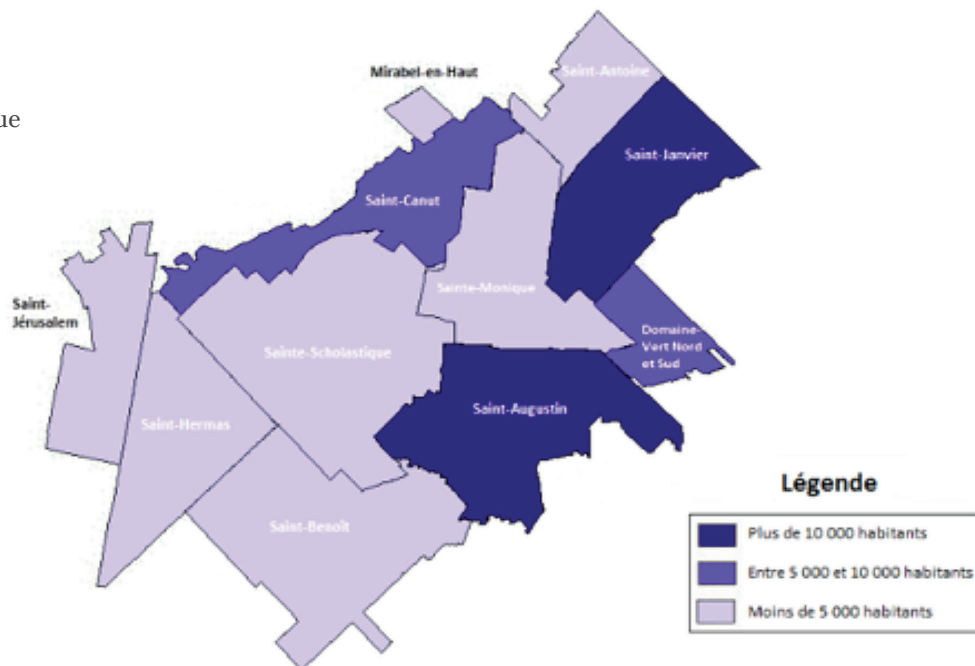 ue
Mirabel-en-Haut
Saint-Antoine
Saint-Janvier
Saint-Canut
Sainte-Monique
Saint-
Jérusalem
Sainte-Scholastique
Domaine-
Vert Nord
et Sud
Saint-Augustin
Saint-Hermas
Saint-Benoît
Légende
Plus de 10 000 habitants
Entre 5 000 et 10 000 habitants
Moins de 5 000 habitants